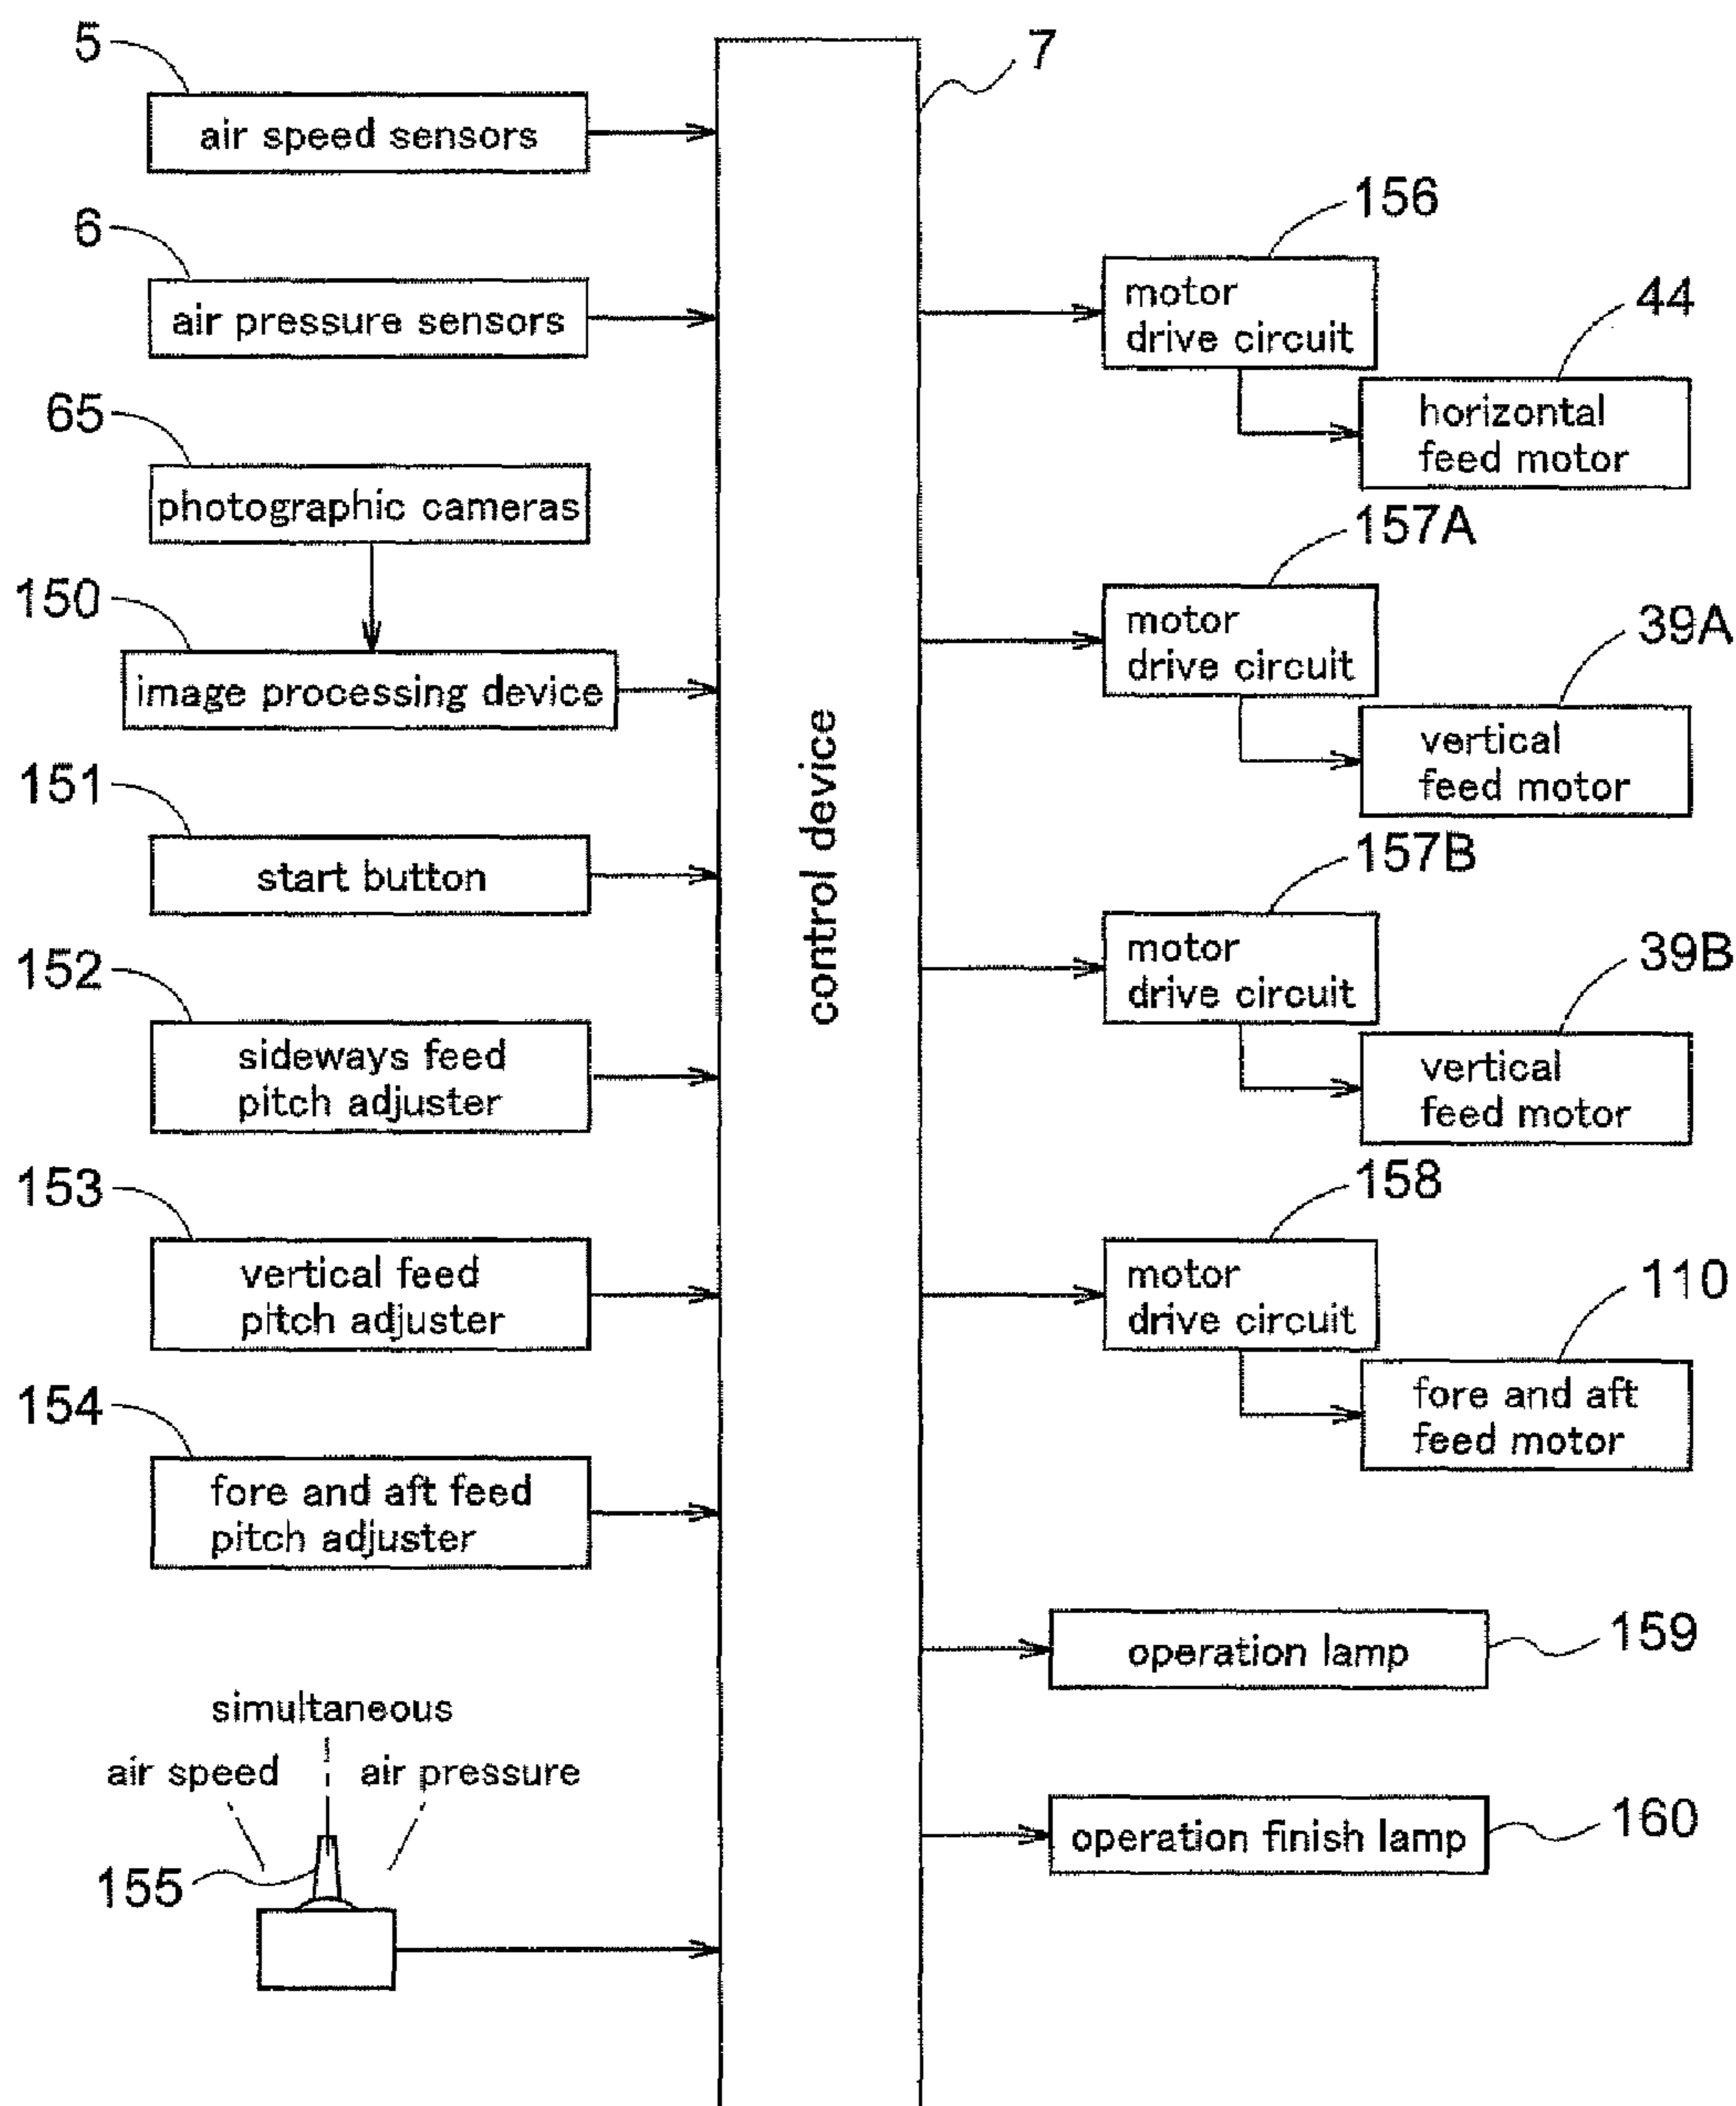 5
air speed sensors
6
air pressure sensors
65
photographic cameras
150
image processing device
151
start button
152
sideways feed
pitch adjuster
153
vertical feed
pitch adjuster
154
fore and aft feed
pitch adjuster
simultaneous
air speed
air pressure
155
control device
7
156
motor
drive circuit
44
horizontal
feed motor
157A
motor
drive circuit
39A
vertical
feed motor
157B
motor
drive circuit
39B
vertical
feed motor
158
motor
drive circuit
110
fore and aft
feed motor
operation lamp
159
operation finish lamp
160